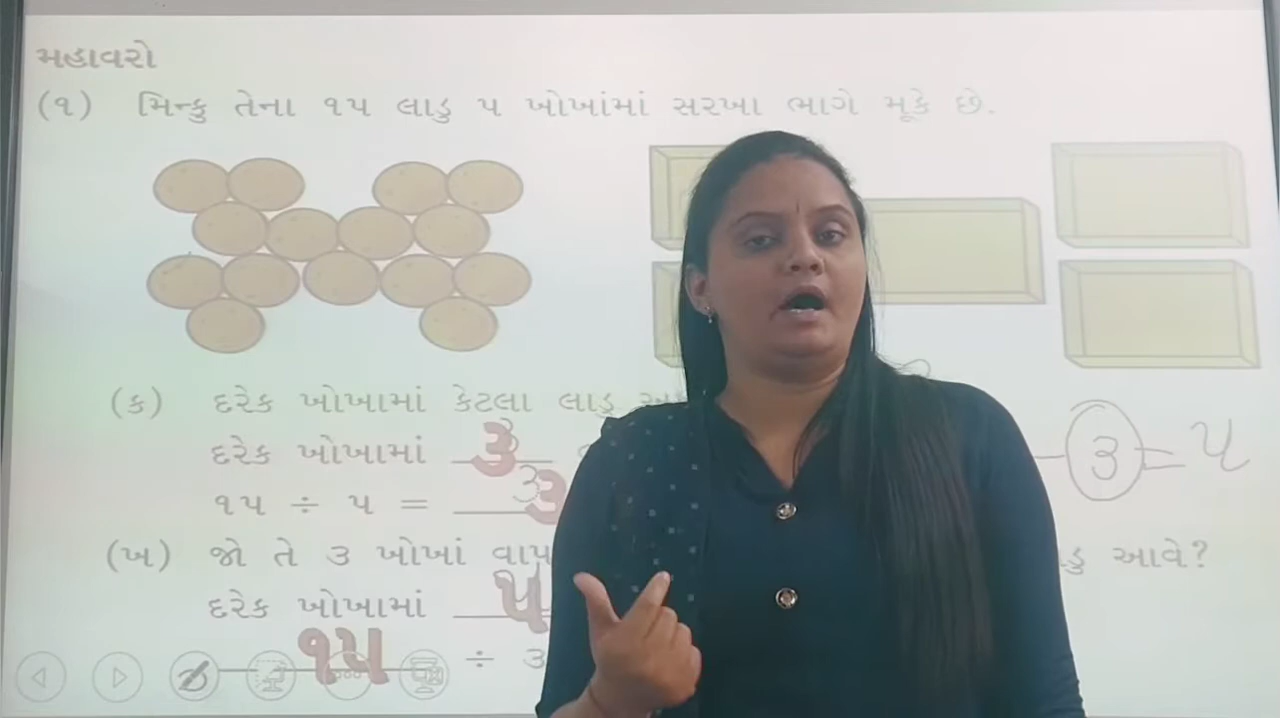 મહાવરો
(૧) મિન્કુ તેના ૧૫ લાડુ ૫ ખોખાંમાં સરખા ભાગે મૂકે છે.
(ક) દરેક ખોખામાં કેટલા લાડુ
દરેક ખોખામાં ૩
૩ = ૫
૧૫ ÷ ૫ = ૩
(ખ) જો તે ૩ ખોખાં આવે?
દરેક ખોખામાં ૫
૧૫ ÷ ૩